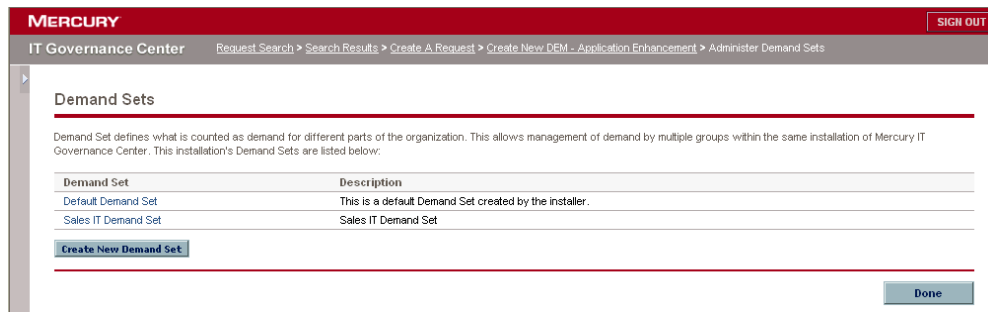 MERCURY
SIGN OUT
IT Governance Center
Request Search > Search Results > Create A Request > Create New DEM - Application Enhancement > Administer Demand Sets
Demand Sets
Demand Set defines what is counted as demand for different parts of the organization. This allows management of demand by multiple groups within the same installation of Mercury IT
Governance Center. This installation's Demand Sets are listed below:
Demand Set Description
Default Demand Set This is a default Demand Set created by the installer.
Sales IT Demand Set Sales IT Demand Set
Create New Demand Set
Done